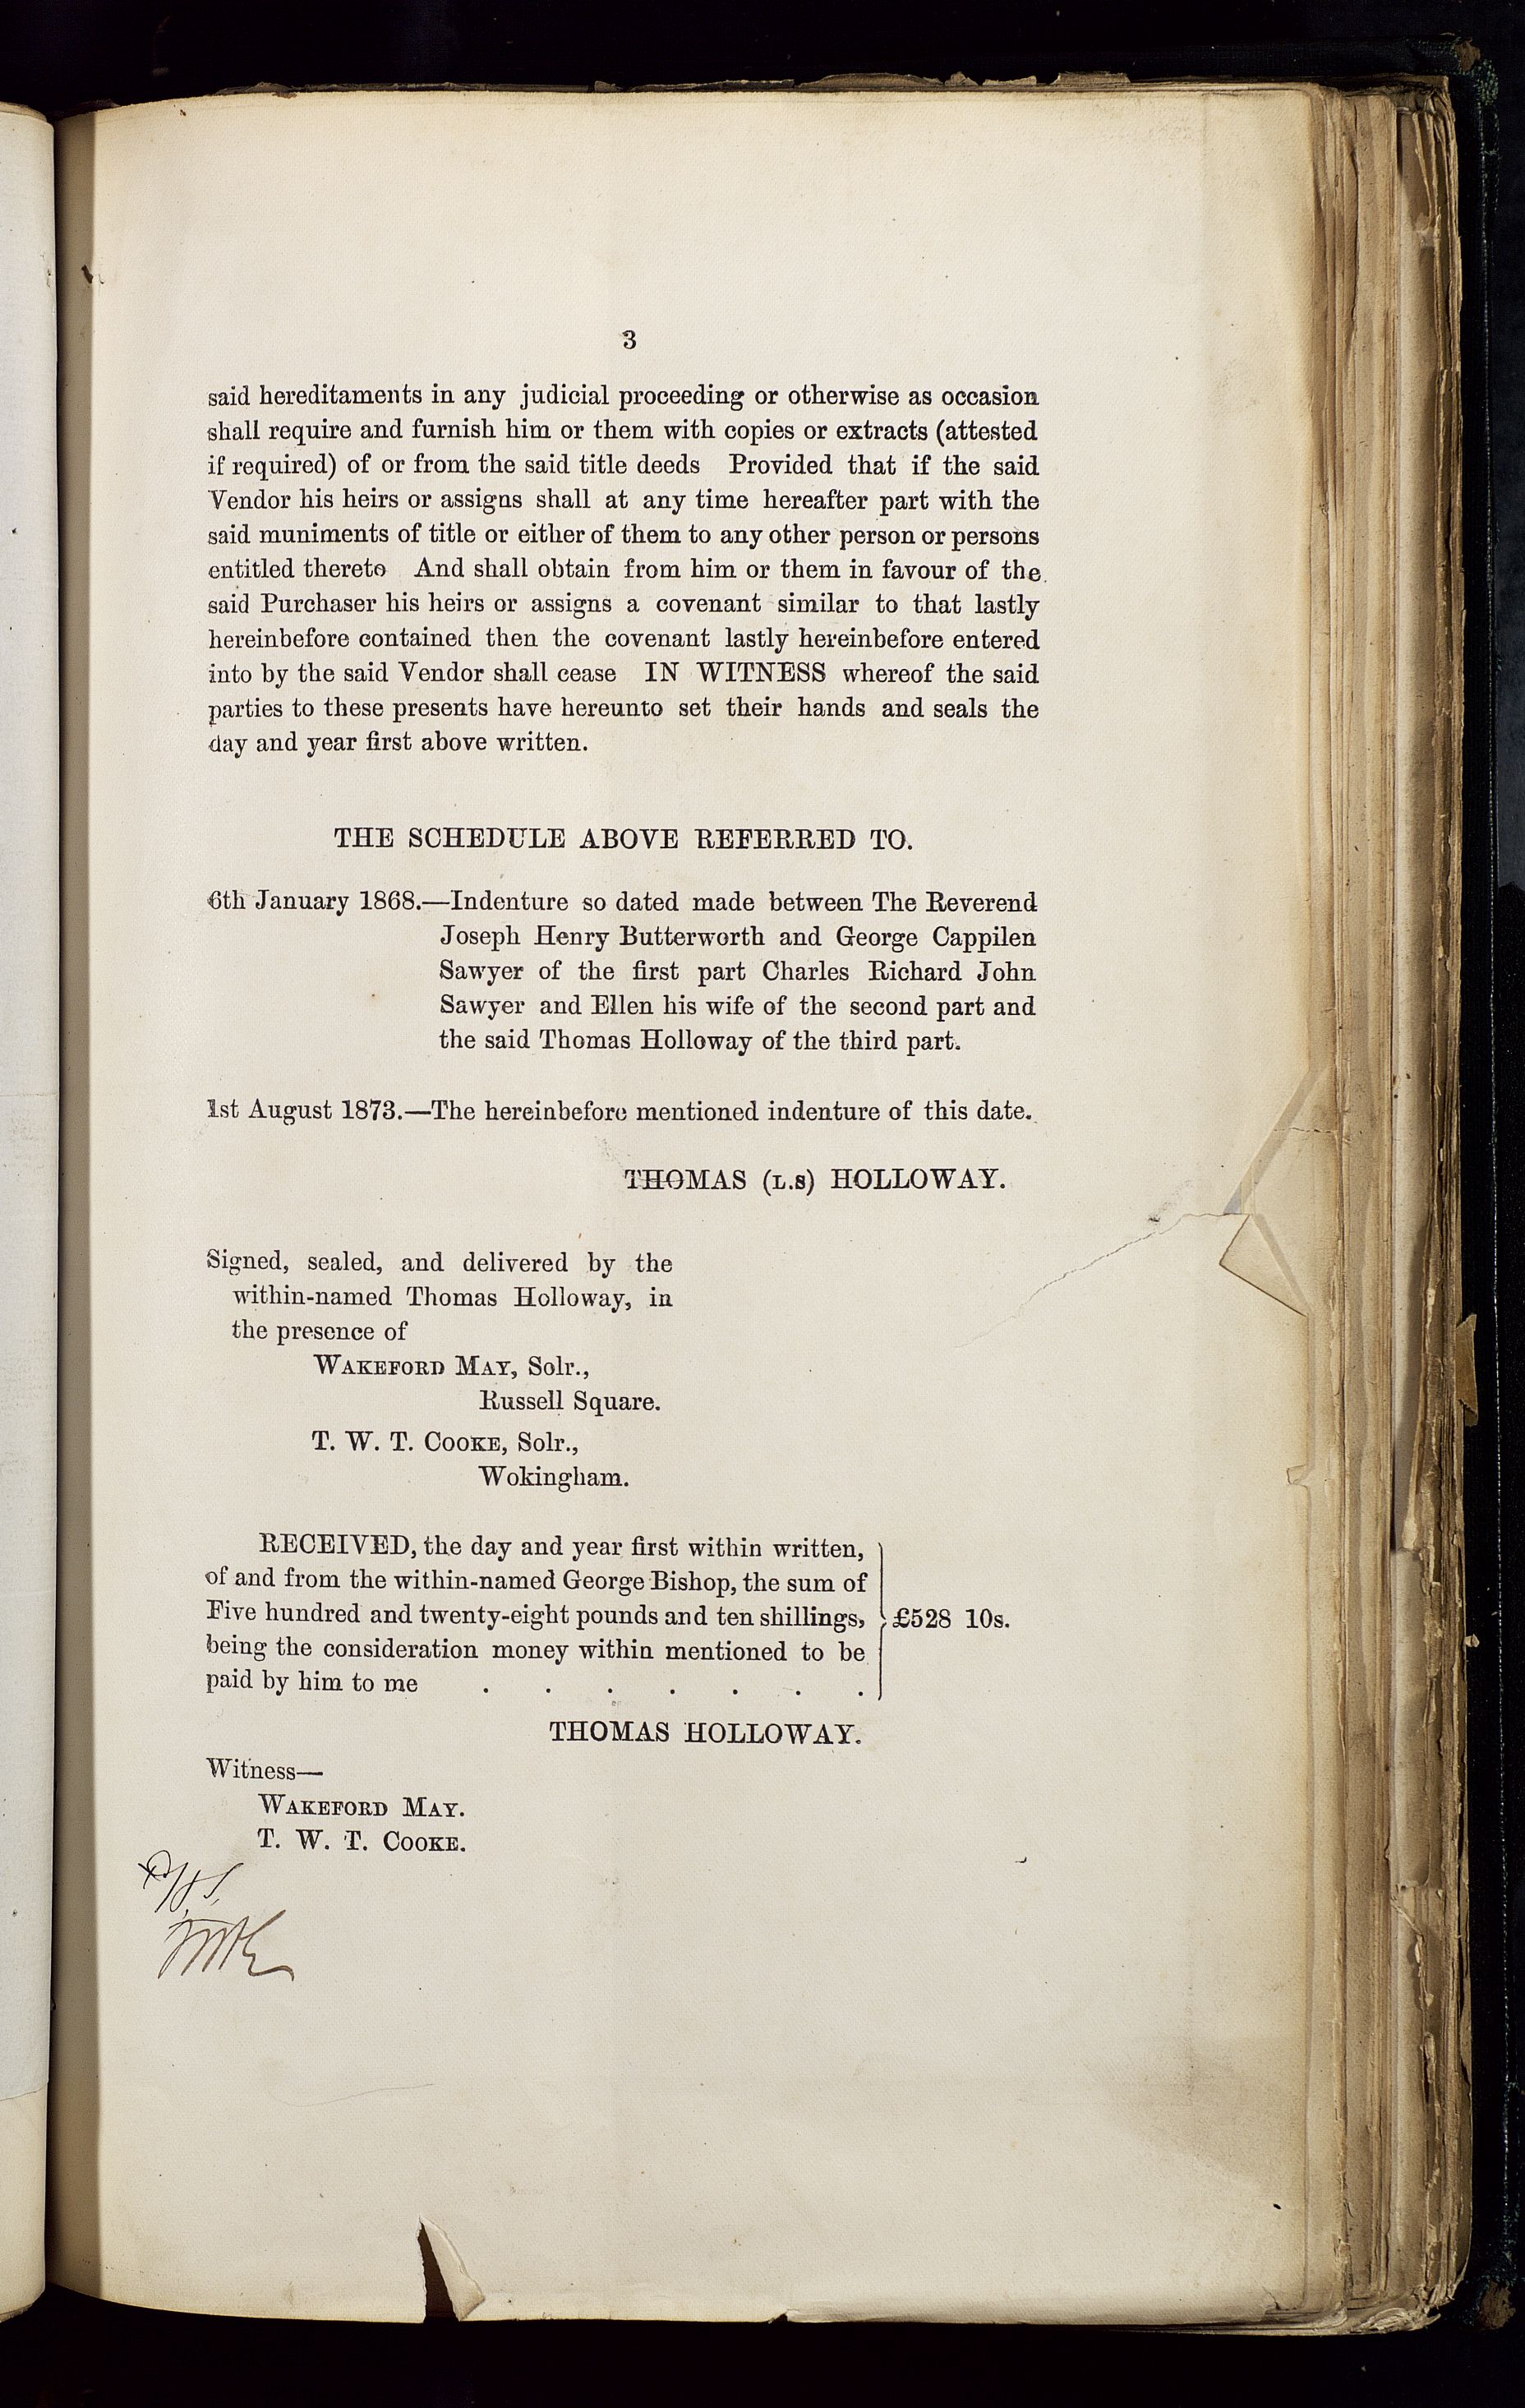 3
said hereditaments in any judicial proceeding or otherwise as occasion
shall require and furnish him or them with copies or extracts (attested
if required) of or from the said title deeds Provided that if the said
Vendor his heirs or assigns shall at any time hereafter part with the
said muniments of title or either of them to any other person or persons
entitled thereto And shall obtain from him or them in favour of the
said Purchaser his heirs or assigns a covenant similar to that lastly
hereinbefore contained then the covenant lastly hereinbefore entered
into by the said Vendor shall cease IN WITNESS whereof the said
parties to these presents have hereunto set their hands and seals the
day and year first above written.
THE SCHEDULE ABOVE REFERRED TO.
6th January 1868.—Indenture so dated made between The Reverend
Joseph Henry Butterworth and George Cappilen
Sawyer of the first part Charles Richard John
Sawyer and Ellen his wife of the second part and
the said Thomas Holloway of the third part.
1st August 1873.—The hereinbefore mentioned indenture of this date.
THOMAS (L.S) HOLLOWAY.
Signed, sealed, and delivered by the
within-named Thomas Holloway, in
the presence of
WAKEFORD MAY, Solr.,
Russell Square.
T. W. T. COOKE, Solr.,
Wokingham.
RECEIVED, the day and year first within written,
of and from the within-named George Bishop, the sum of
Five hundred and twenty-eight pounds and ten shillings, £528 10s.
being the consideration money within mentioned to be
paid by him to me . . . . . . .
THOMAS HOLLOWAY.
Witness—
WAKEFORD MAY.
T. W. T. COOKE.